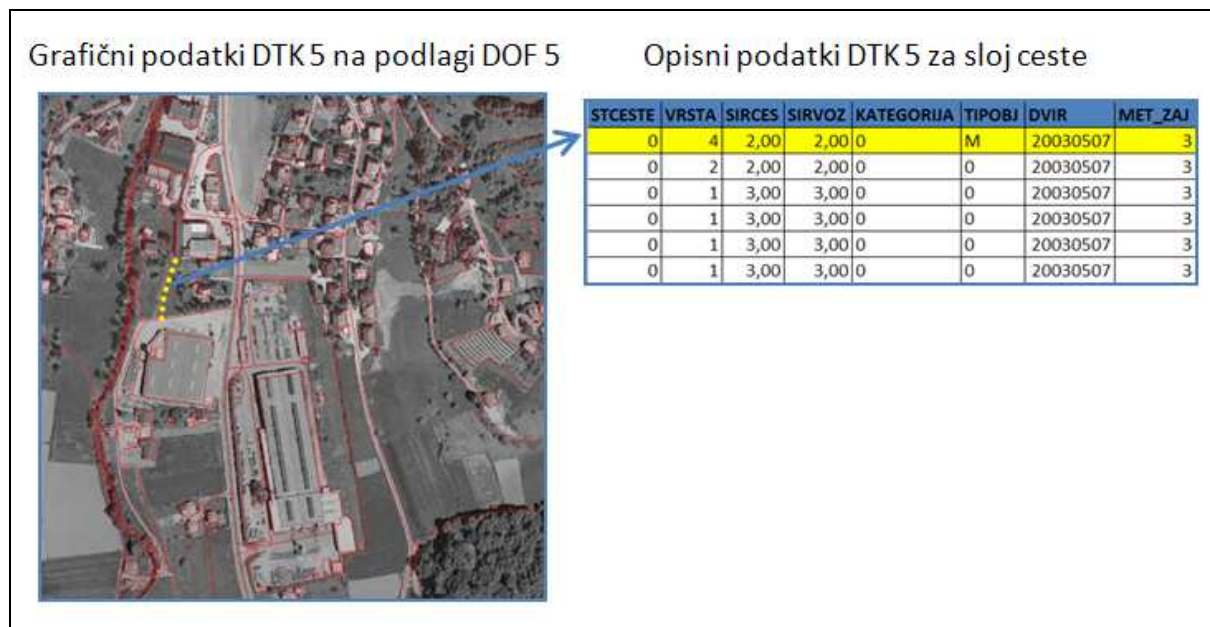 Grafični podatki DTK 5 na podlagi DOF 5
Opisni podatki DTK 5 za sloj ceste
STCESTE VRSTA SIRCES SIRVOZ KATEGORIJA TIPOBJ DVIR MET_ZAJ
0 4 2,00 2,00 0 M 20030507 3
0 2 2,00 2,00 0 0 20030507 3
0 1 3,00 3,00 0 0 20030507 3
0 1 3,00 3,00 0 0 20030507 3
0 1 3,00 3,00 0 0 20030507 3
0 1 3,00 3,00 0 0 20030507 3